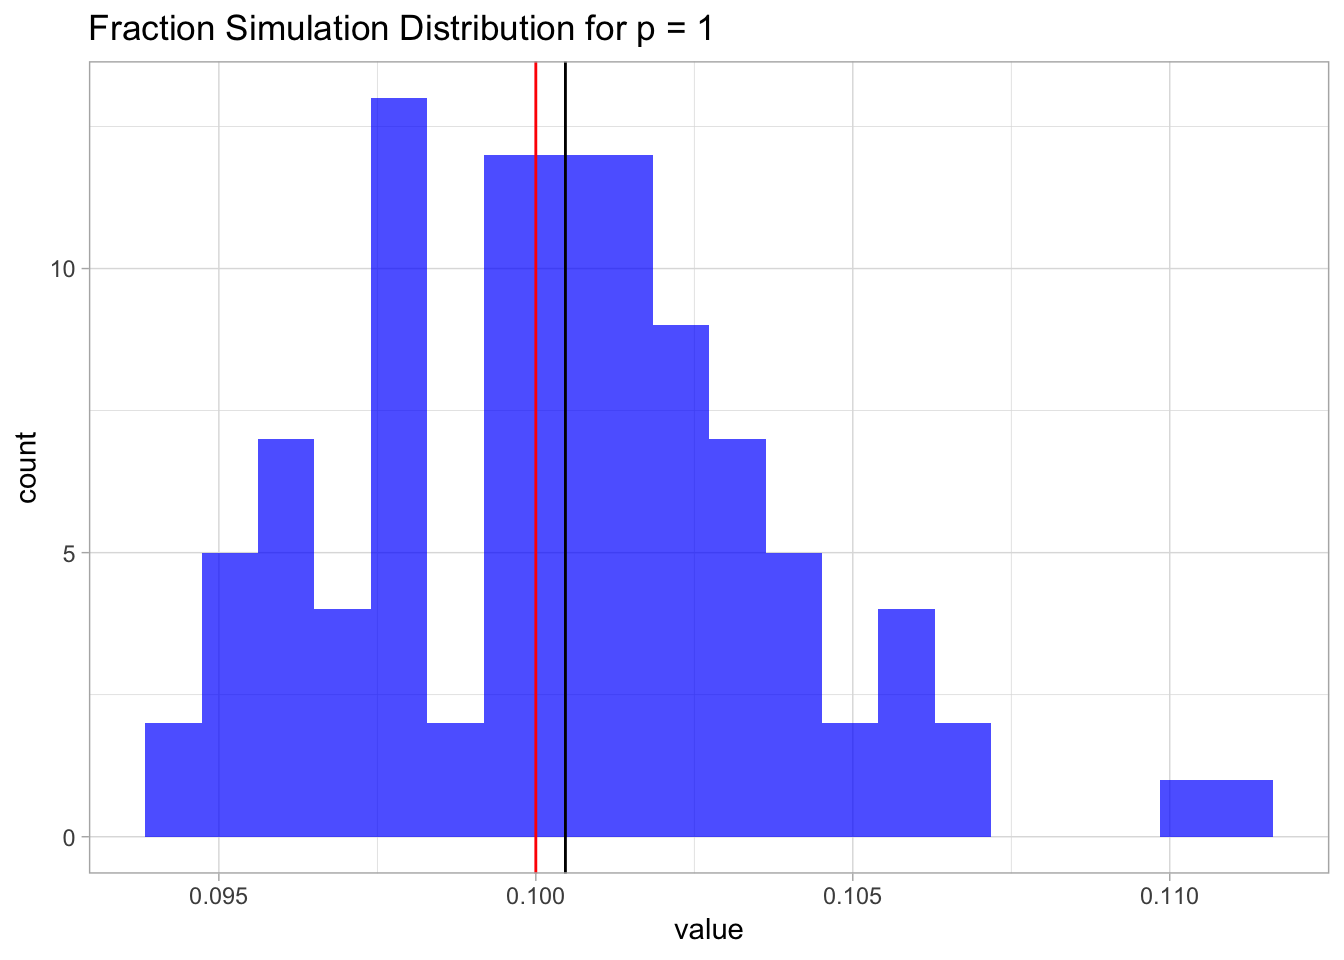 Fraction Simulation Distribution for p = 1
count
10
5
0
0.095 0.100 0.105 0.110
value